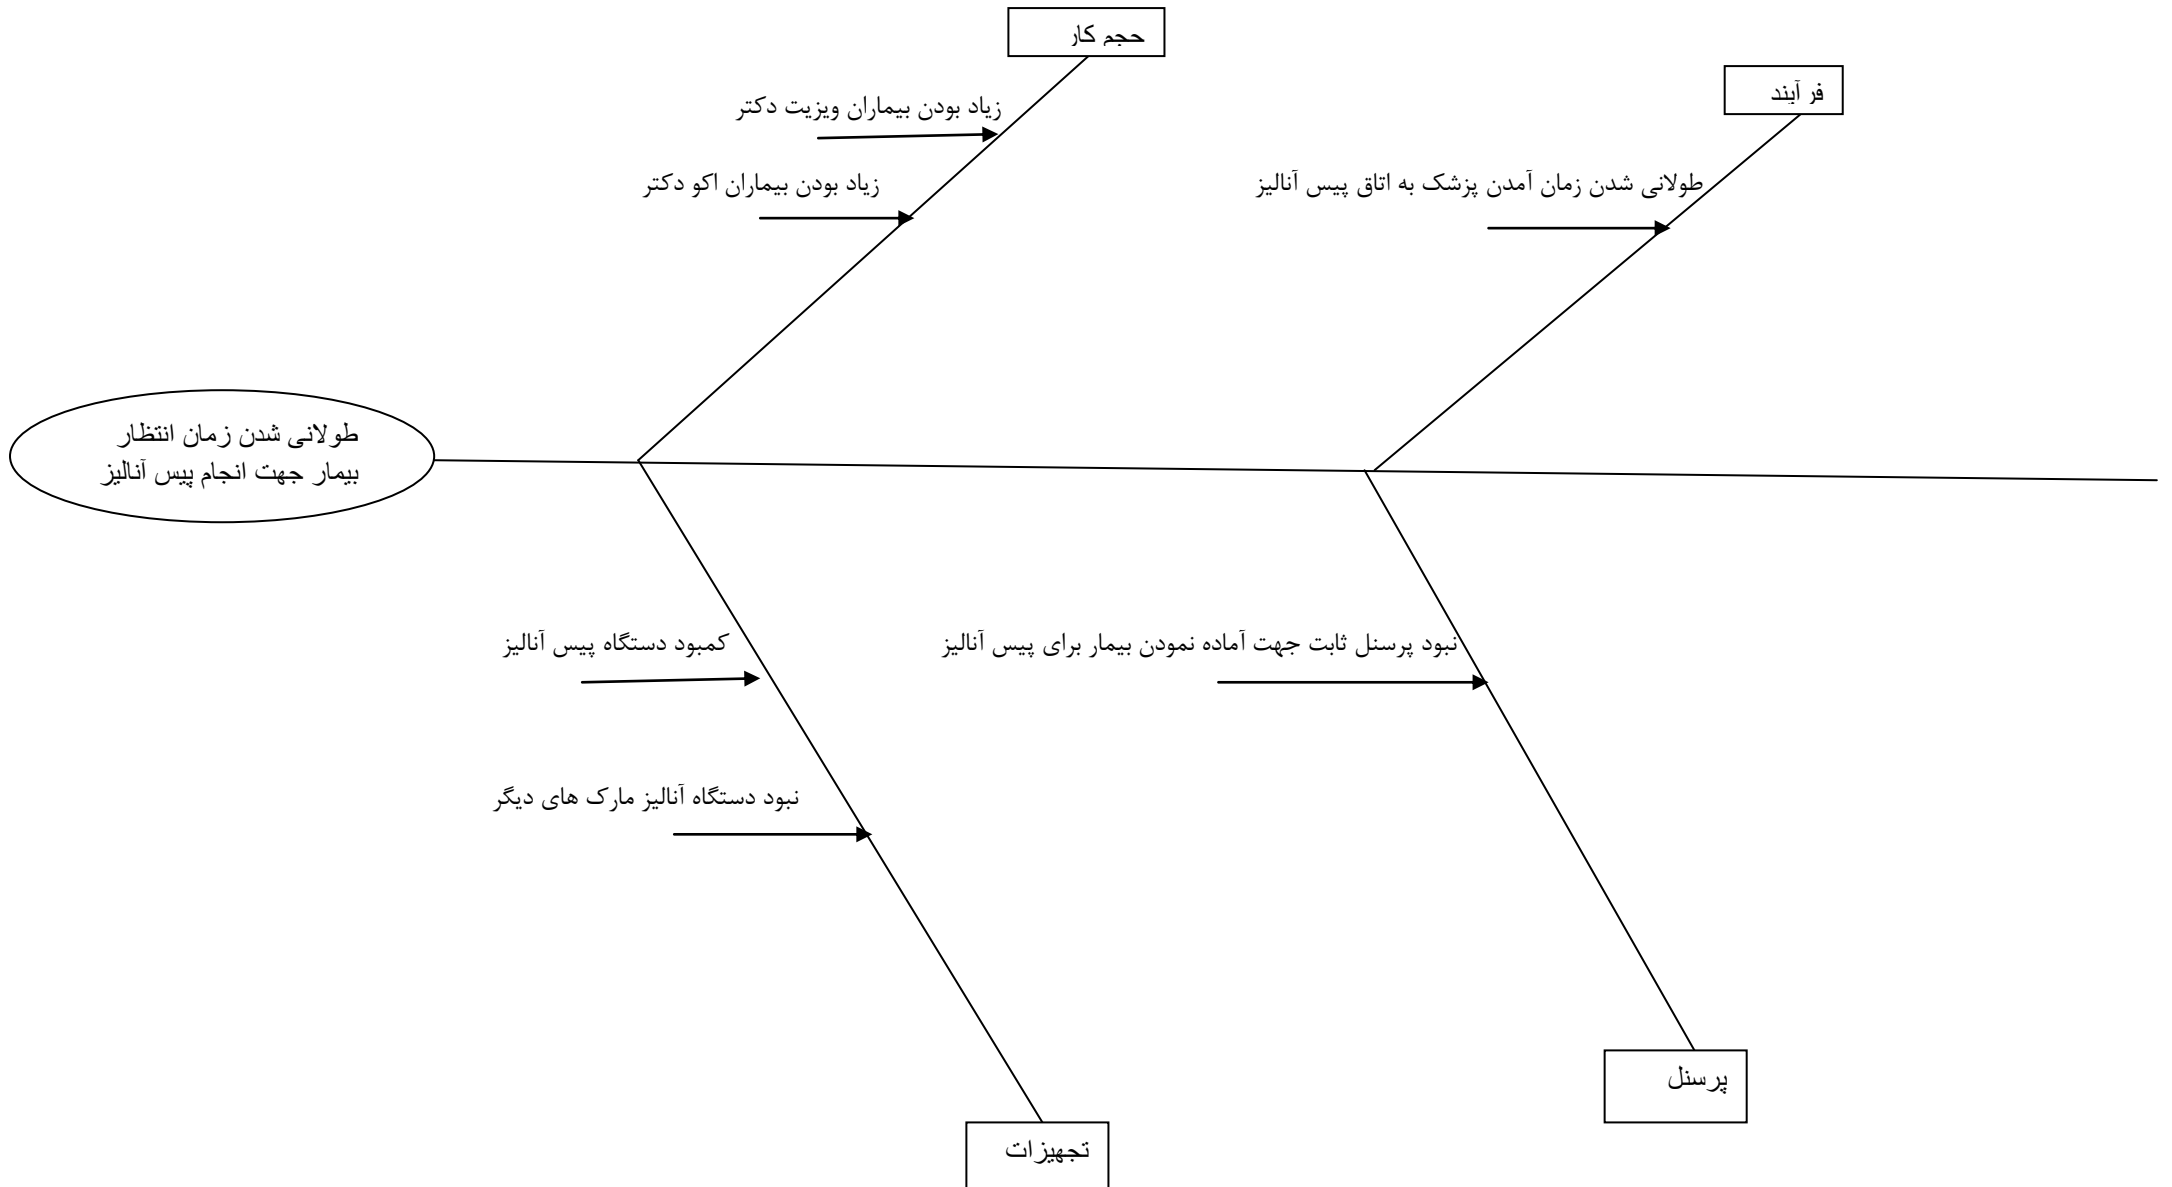 حجم کار
فرآیند
زیاد بودن بیماران ویزیت دکتر
طولانی شدن زمان آمدن پزشک به اتاق پیس آنالیز
زیاد بودن بیماران اکو دکتر
طولانی شدن زمان انتظار
بیمار جهت انجام پیس آنالیز
نبود پرسنل ثابت جهت آماده نمودن بیمار برای پیس آنالیز
کمبود دستگاه پیس آنالیز
نبود دستگاه آنالیز مارک های دیگر
پرسنل
تجهیزات